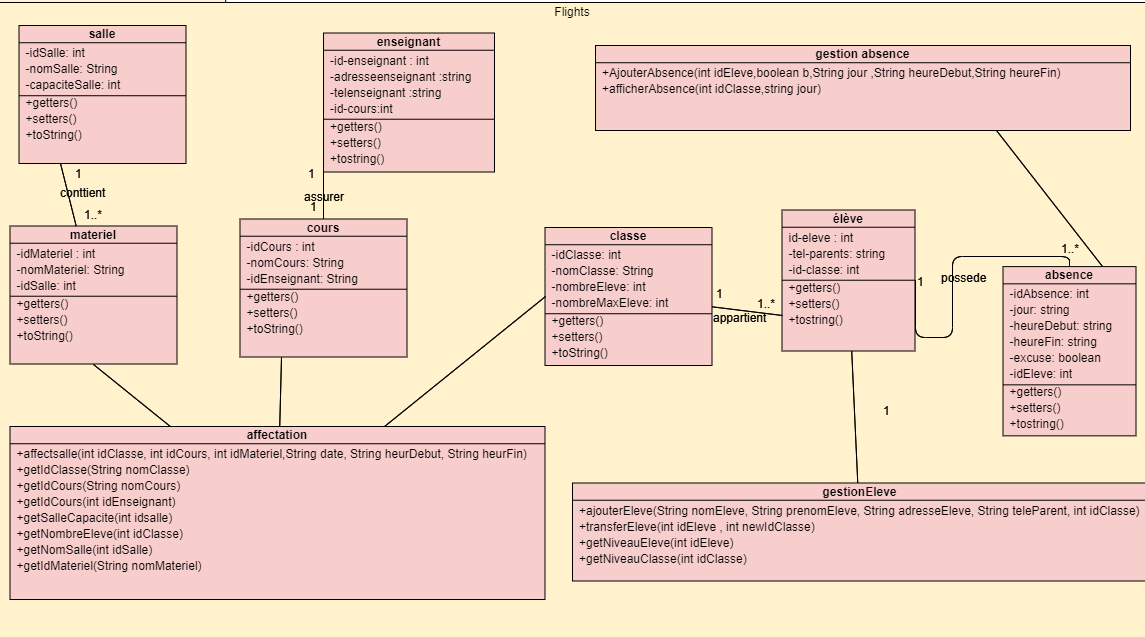 Flights
salle
-idSalle: int
-nomSalle: String
-capaciteSalle: int
+getters()
+setters()
+toString()
1
conttient
1..*
materiel
-idMateriel : int
-nomMateriel: String
-idSalle: int
+getters()
+setters()
+toString()
enseignant
-id-enseignant : int
-adresseenseignant :string
-telenseignant :string
-id-cours:int
+getters()
+setters()
+tostring()
1
assurer
1
cours
-idCours : int
-nomCours: String
-idEnseignant: String
+getters()
+setters()
+toString()
gestion absence
+AjouterAbsence(int idEleve,boolean b,String jour ,String heureDebut,String heureFin)
+afficherAbsence(int idClasse,string jour)
classe
-idClasse: int
-nomClasse: String
-nombreEleve: int
-nombreMaxEleve: int
+getters()
+setters()
+toString()
1
1..*
appartient
élève
id-eleve : int
-tel-parents: string
-id-classe: int
+getters()
+setters()
+tostring()
1
possede
1..*
absence
-idAbsence: int
-jour: string
-heureDebut: string
-heureFin: string
-excuse: boolean
-idEleve: int
+getters()
+setters()
+tostring()
1
affectation
+affectsalle(int idClasse, int idCours, int idMateriel,String date, String heurDebut, String heurFin)
+getIdClasse(String nomClasse)
+getIdCours(String nomCours)
+getIdCours(int idEnseignant)
+getSalleCapacite(int idsalle)
+getNombreEleve(int idClasse)
+getNomSalle(int idSalle)
+getIdMateriel(String nomMateriel)
gestionEleve
+ajouterEleve(String nomEleve, String prenomEleve, String adresseEleve, String teleParent, int idClasse)
+transferEleve(int idEleve , int newIdClasse)
+getNiveauEleve(int idEleve)
+getNiveauClasse(int idClasse)